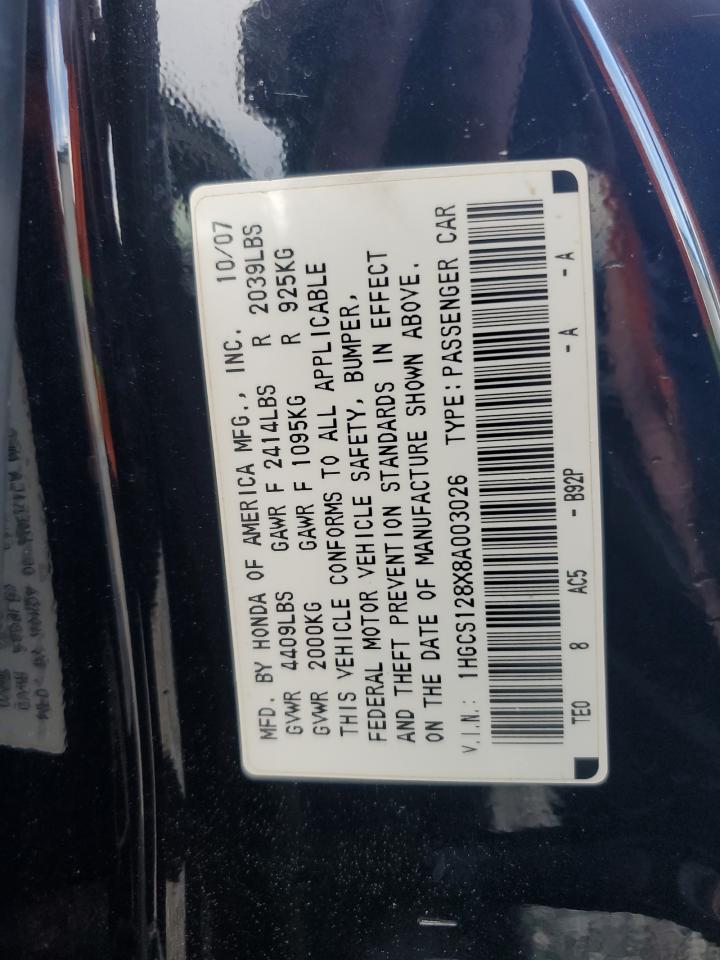 MFD. BY HONDA OF AMERICA MFG., INC. 10/07
GVWR 4409LBS GAWR F 2414LBS R 2039LBS
GVWR 2000KG GAWR F 1095KG R 925KG
THIS VEHICLE CONFORMS TO ALL APPLICABLE
FEDERAL MOTOR VEHICLE SAFETY, BUMPER,
AND THEFT PREVENTION STANDARDS IN EFFECT
ON THE DATE OF MANUFACTURE SHOWN ABOVE.
V.I.N.: 1HGCS128X8A003026 TYPE: PASSENGER CAR
TE0 8 AC5 - B92P - A - A